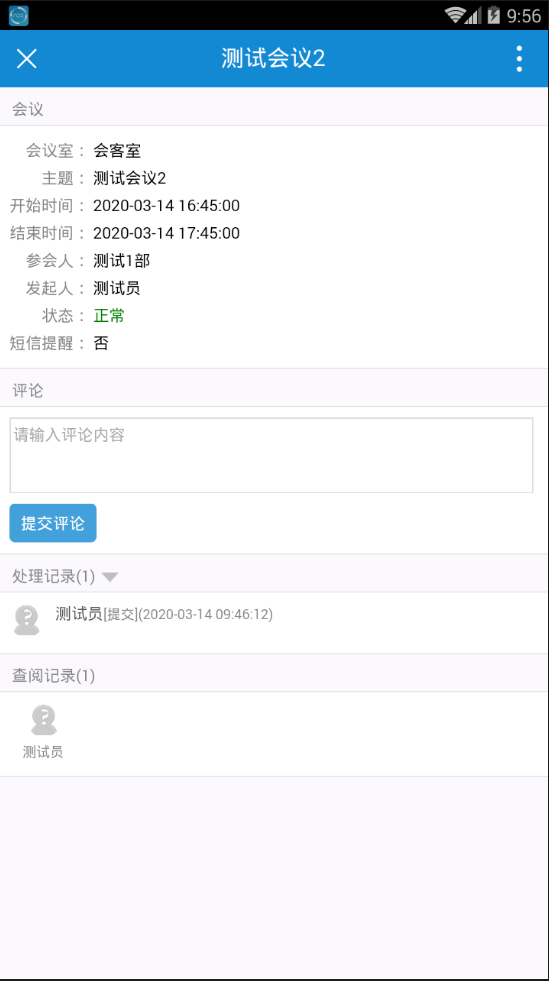 9:56
测试会议2
会议
会议室： 会客室
主题： 测试会议2
开始时间： 2020-03-14 16:45:00
结束时间： 2020-03-14 17:45:00
参会人： 测试1部
发起人： 测试员
状态： 正常
短信提醒： 否
评论
请输入评论内容
提交评论
处理记录(1)
测试员[提交](2020-03-14 09:46:12)
查阅记录(1)
测试员